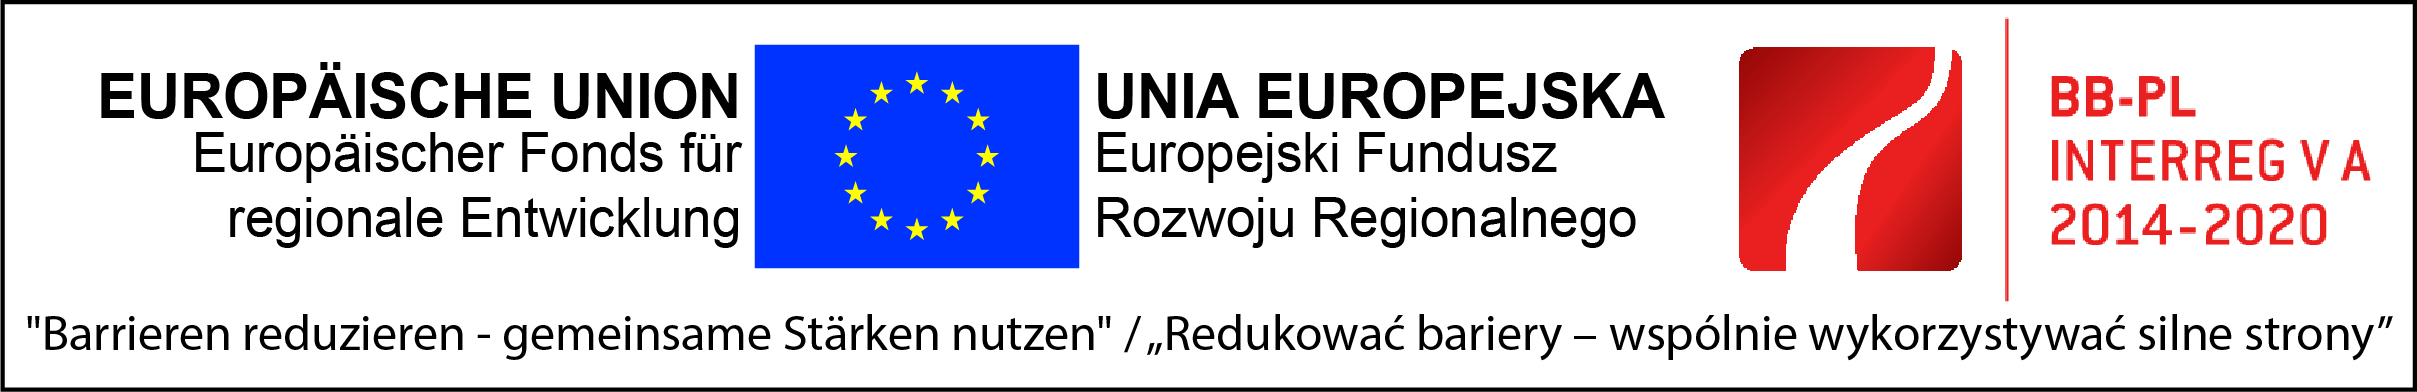 EUROPÄISCHE UNION
Europäischer Fonds für
regionale Entwicklung
UNIA EUROPEJSKA
Europejski Fundusz
Rozwoju Regionalnego
BB-PL
INTERREG V A
2014-2020
"Barrieren reduzieren - gemeinsame Stärken nutzen" / „Redukować bariery – wspólnie wykorzystywać silne strony”